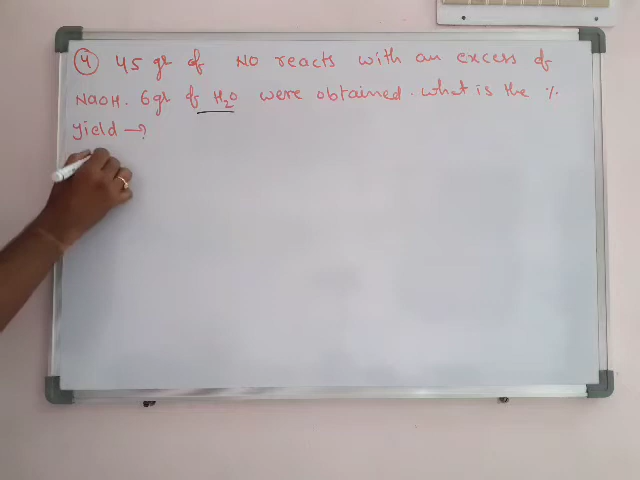 4 45 gr of NO reacts with an excess of
NaOH. 6gr of H₂O were obtained. what is the %
yield →?